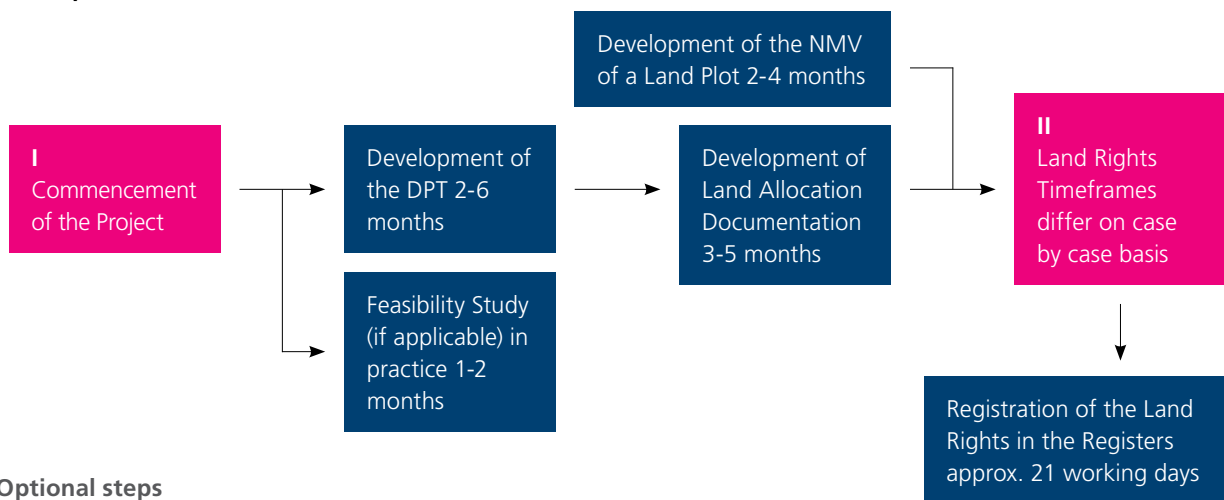 Development of the NMV
of a Land Plot 2-4 months
I
Commencement
of the Project
Development of
the DPT 2-6
months
Development of
Land Allocation
Documentation
3-5 months
II
Land Rights
Timeframes
differ on case
by case basis
Feasibility Study
(if applicable) in
practice 1-2
months
Registration of the Land
Rights in the Registers
approx. 21 working days
Optional steps